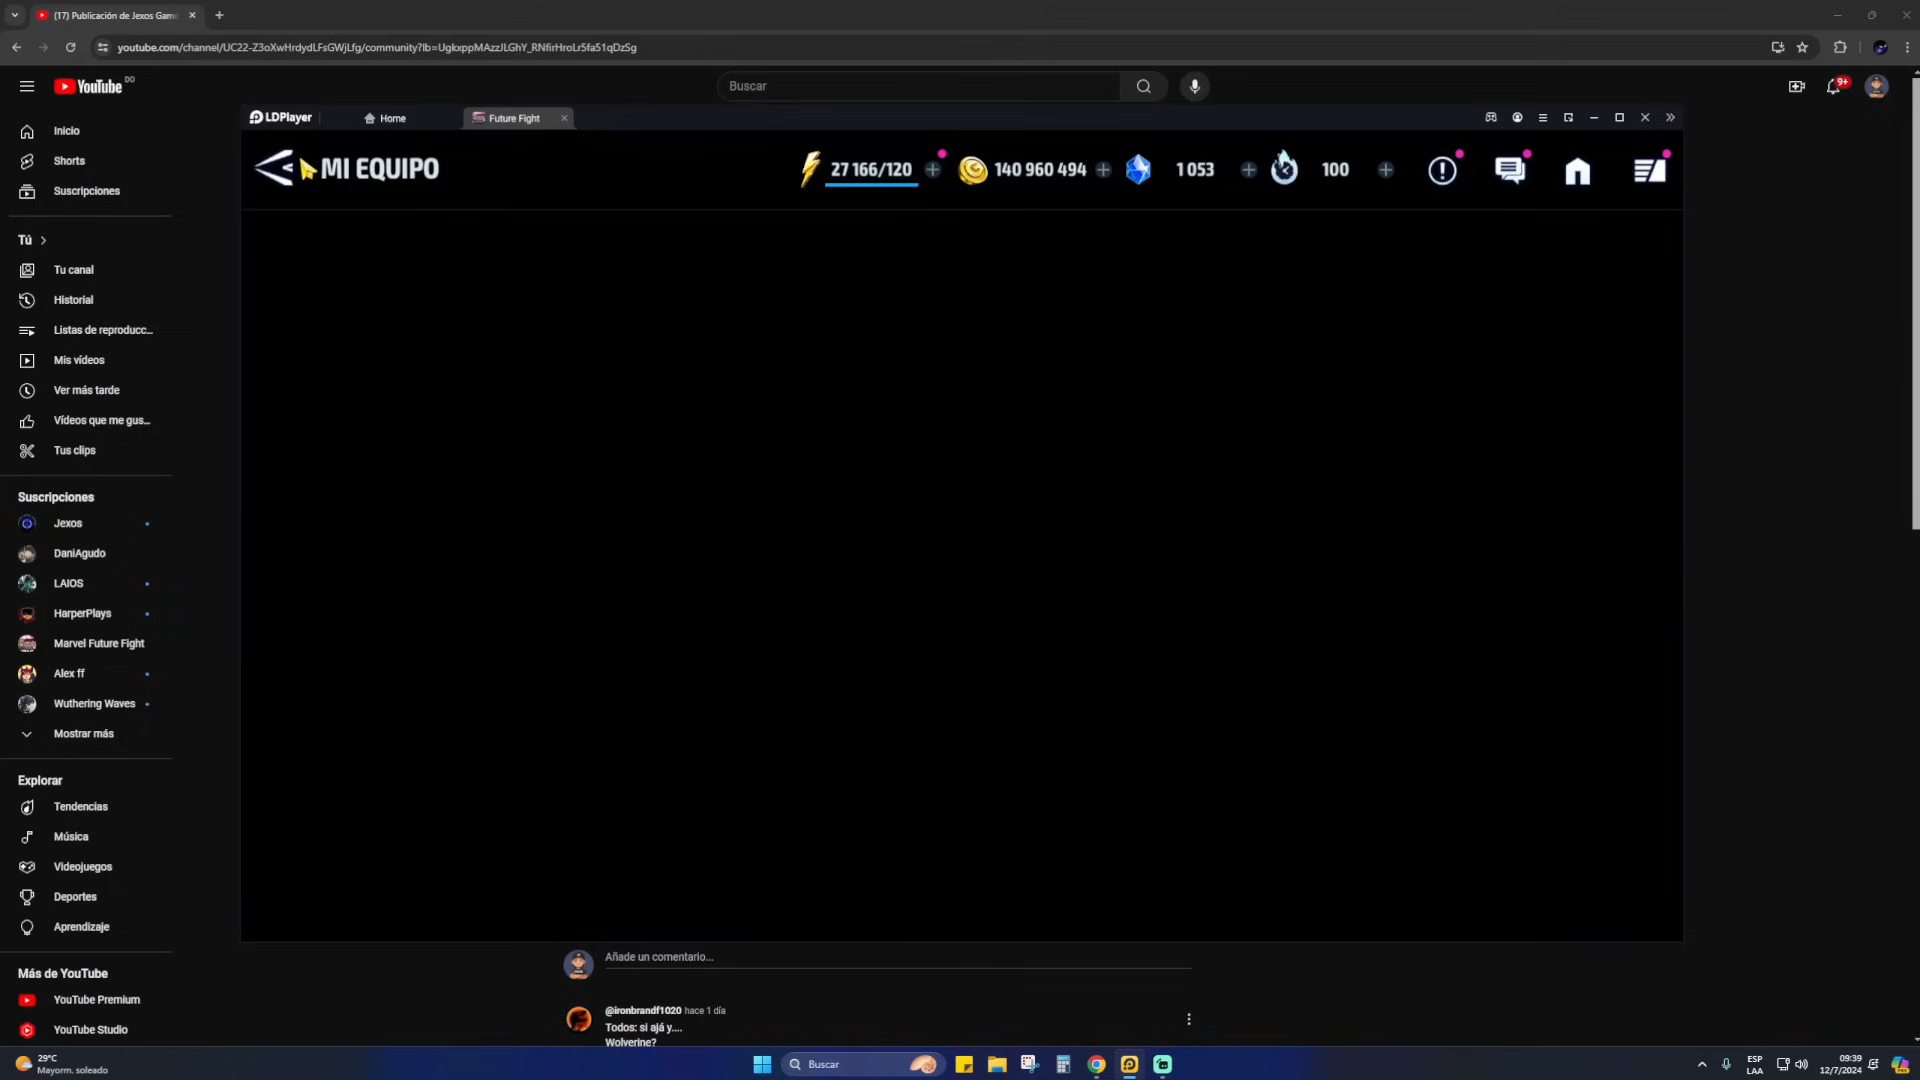 (17) Publicación de Jexos Game
youtube.com/channel/UC22-Z3oXwHrdydLFsGWjLfg/community?lb=UgkxppMAzzJLGhY_RNfirHroLr5fa51qDzSg
YouTube DO
Buscar
9+
LDPlayer
Home
Future Fight
MI EQUIPO
27 166/120
140 960 494
1 053
100
Inicio
Shorts
Suscripciones
Tú
Tu canal
Historial
Listas de reproducc...
Mis vídeos
Ver más tarde
Vídeos que me gus...
Tus clips
Suscripciones
Jexos
DaniAgudo
LAIOS
HarperPlays
Marvel Future Fight
Alex ff
Wuthering Waves
Mostrar más
Explorar
Tendencias
Música
Videojuegos
Deportes
Aprendizaje
Más de YouTube
YouTube Premium
YouTube Studio
Añade un comentario...
@ironbrandf1020 hace 1 día
Todos: si ajá y....
Wolverine?
29°C
Mayorm. soleado
Buscar
ESP
LAA
09:39
12/7/2024